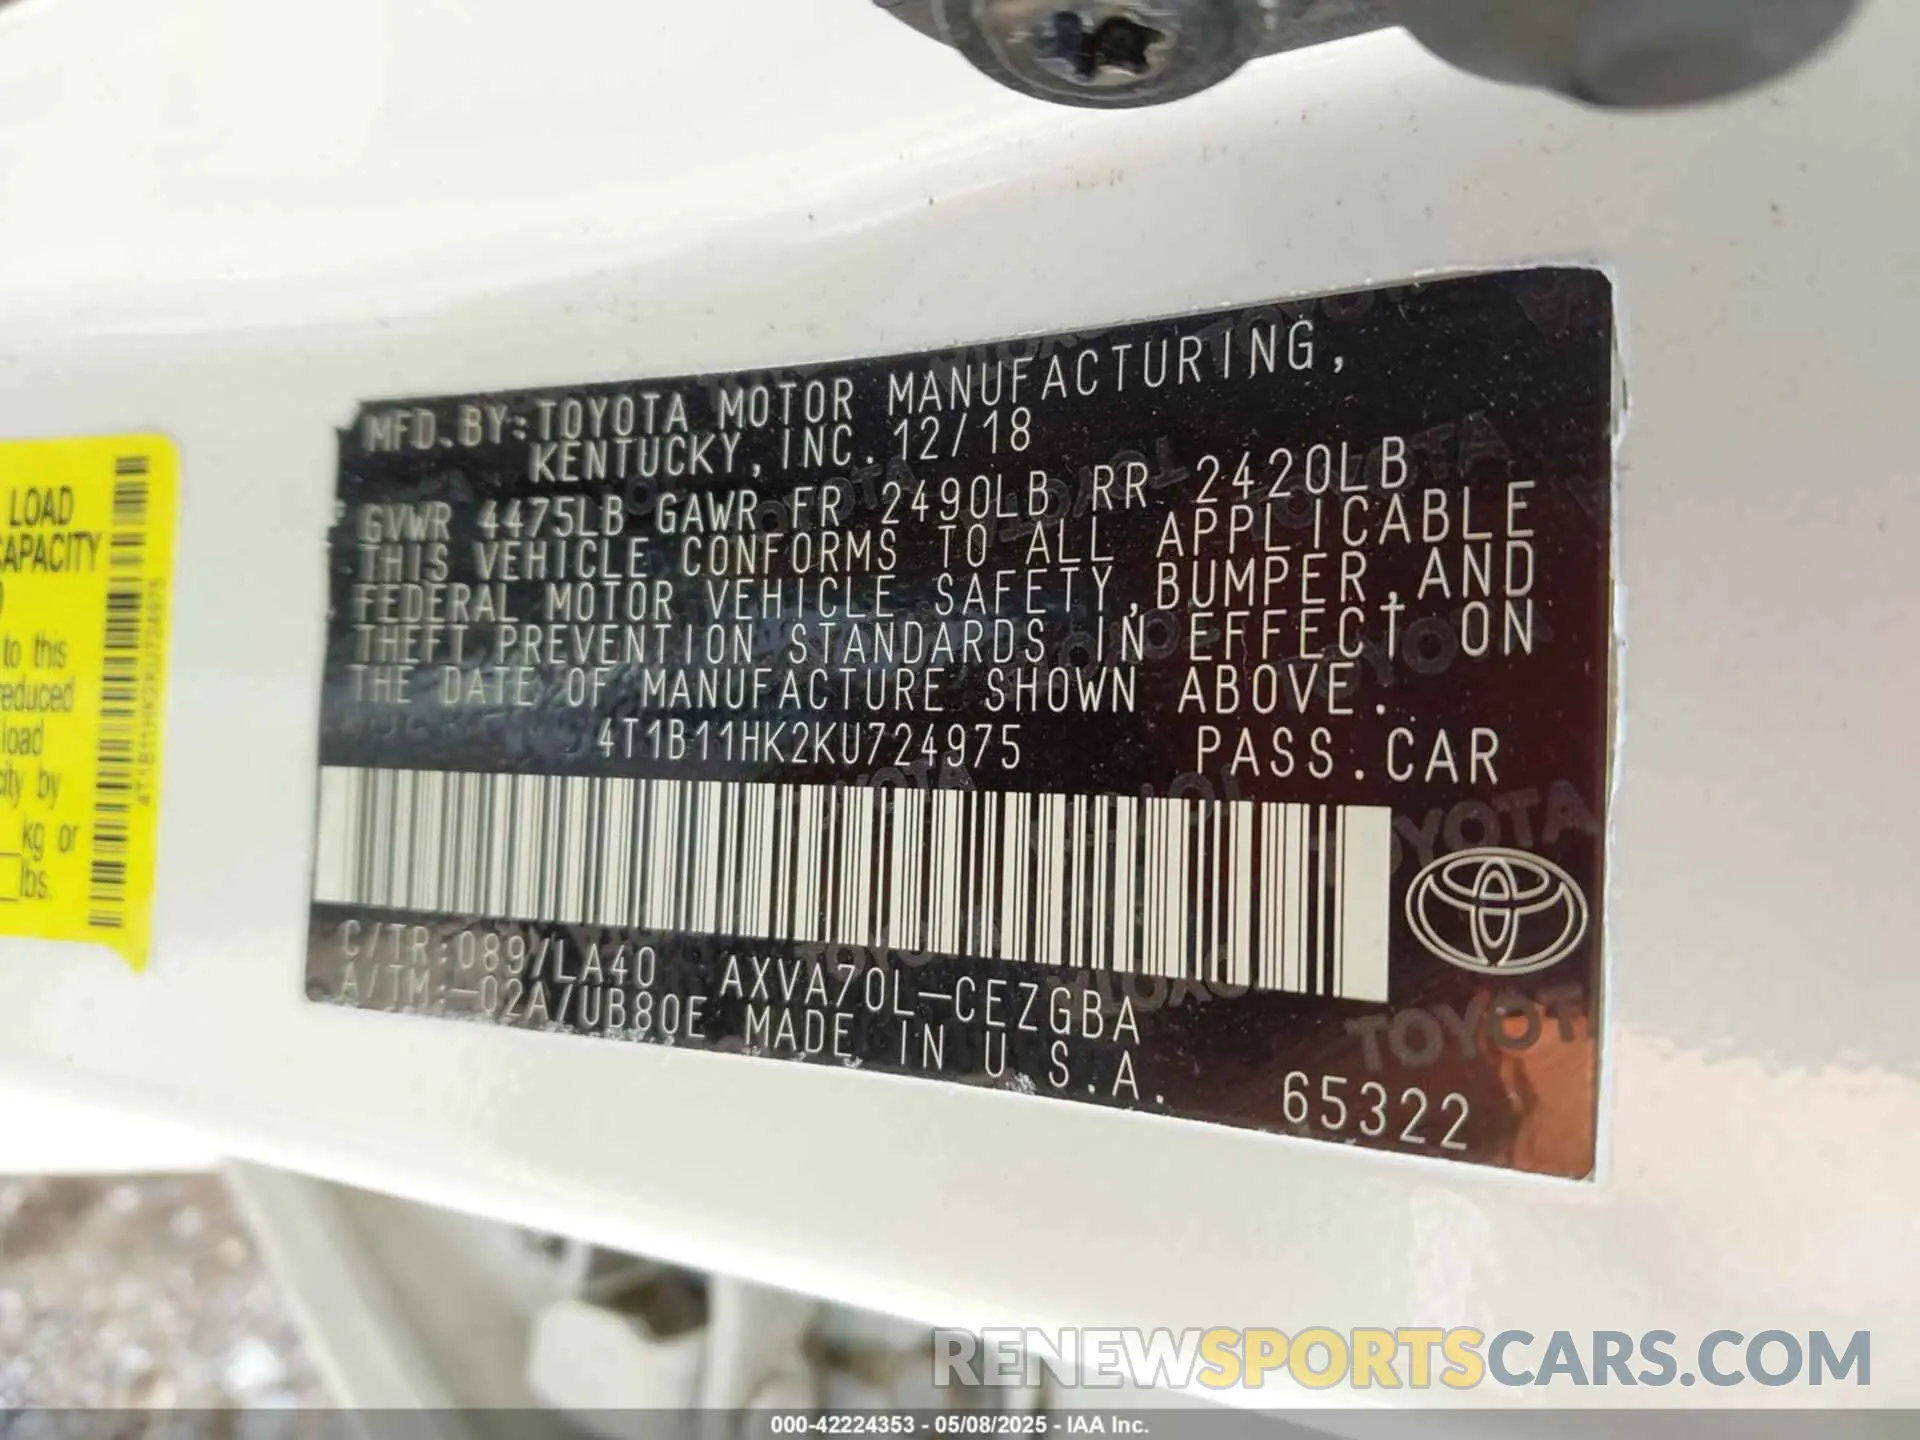 MFD. BY: TOYOTA MOTOR MANUFACTURING,
KENTUCKY, INC. 12/18
GVWR 4475LB GAWR FR 2490LB RR 2420LB
THIS VEHICLE CONFORMS TO ALL APPLICABLE
FEDERAL MOTOR VEHICLE SAFETY, BUMPER, AND
THEFT PREVENTION STANDARDS IN EFFECT ON
THE DATE OF MANUFACTURE SHOWN ABOVE.
4T1B11HK2KU724975 PASS.CAR
C/TR:089/LA40 AXVA70L-CEZGBA
A/TM:-02A/UB80E MADE IN U.S.A.
65322
LOAD
CAPACITY
to this
reduced
load
city by
kg or
lbs.
4T1B11HK2KU724975
RENEWSPORTSCARS.COM
000-42224353 - 05/08/2025 - IAA Inc.